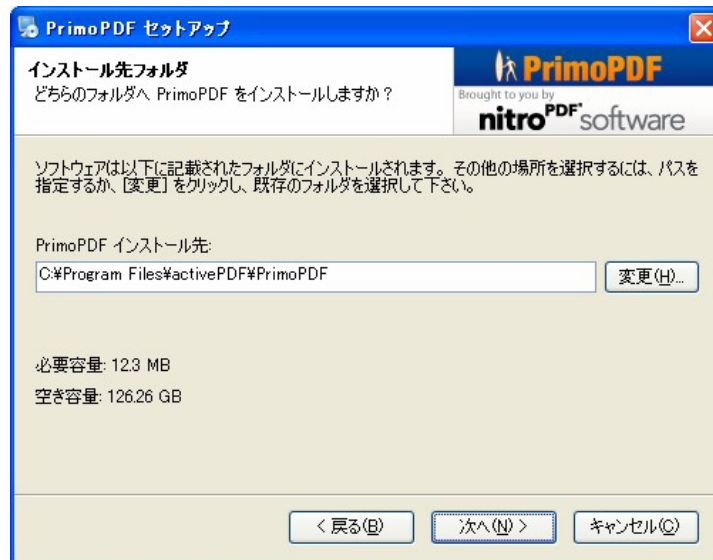 PrimoPDF セットアップ
インストール先フォルダ
どちらのフォルダへ PrimoPDF をインストールしますか？
PrimoPDF
Brought to you by
nitroPDF software
ソフトウェアは以下に記載されたフォルダにインストールされます。その他の場所を選択するには、パスを
指定するか、[変更] をクリックし、既存のフォルダを選択して下さい。
PrimoPDF インストール先:
C:¥Program Files¥activePDF¥PrimoPDF
変更(H)...
必要容量: 12.3 MB
空き容量: 126.26 GB
< 戻る(B)
次へ(N) >
キャンセル(C)